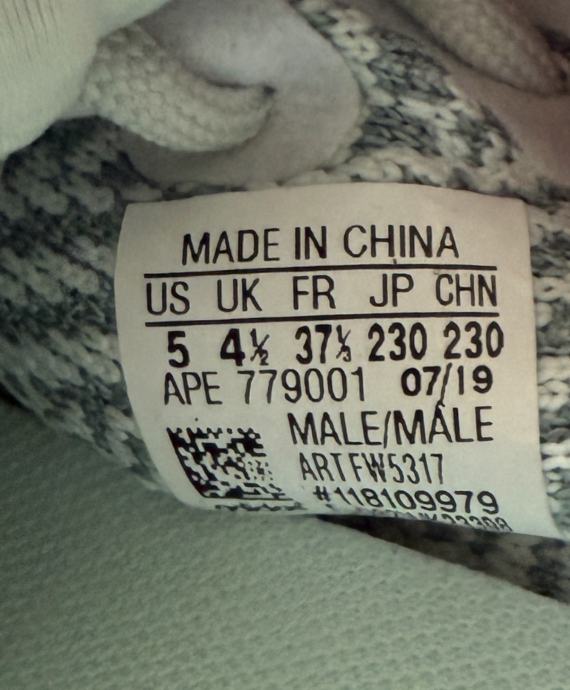 MADE IN CHINA
US UK FR JP CHN
5 4½ 37⅓ 230 230
APE 779001 07/19
MALE/MÂLE
ART FW5317
#118109979